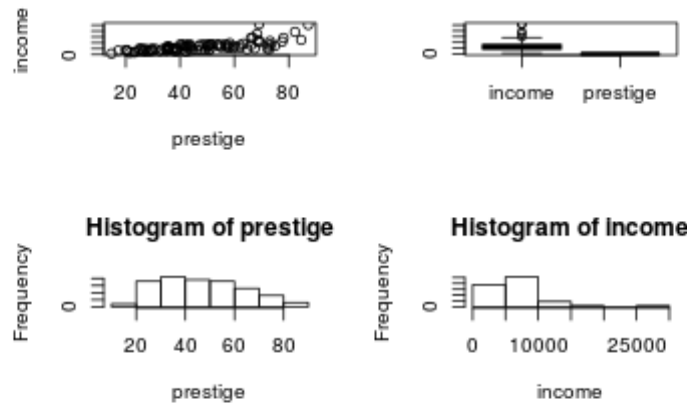 income
0
20 40 60 80
prestige
income prestige
Histogram of prestige
Frequency
0
20 40 60 80
prestige
Histogram of income
Frequency
0
0 10000 25000
income